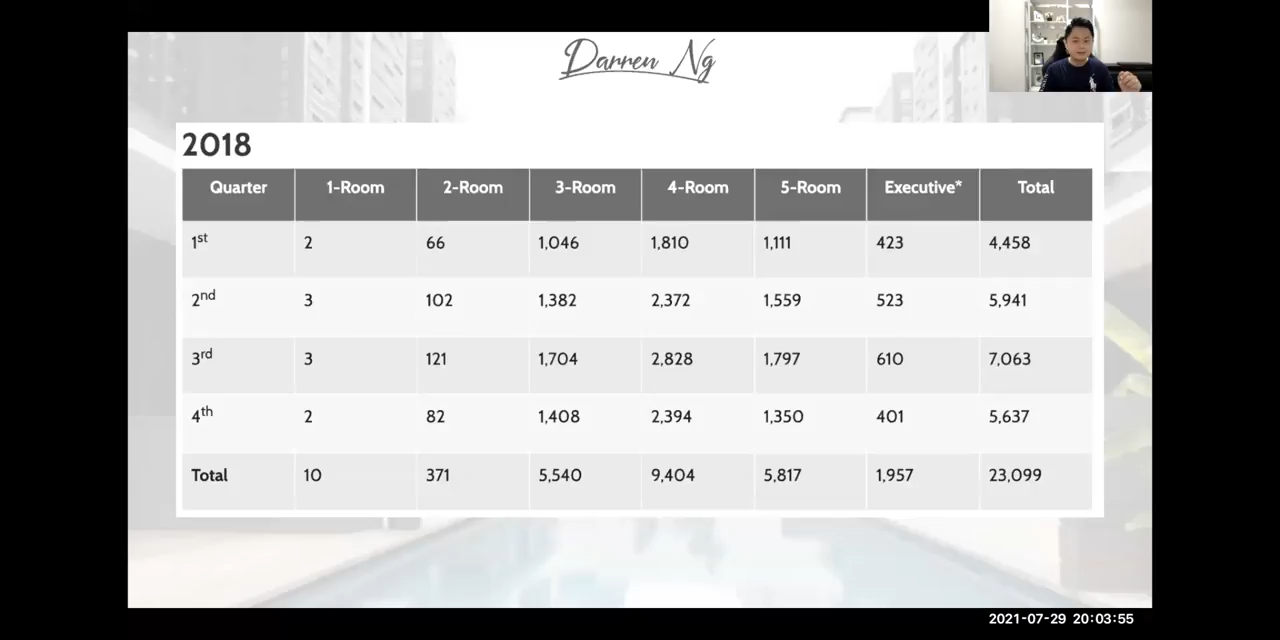 Darren Ng
2018
Quarter 1-Room 2-Room 3-Room 4-Room 5-Room Executive* Total
1st 2 66 1,046 1,810 1,111 423 4,458
2nd 3 102 1,382 2,372 1,559 523 5,941
3rd 3 121 1,704 2,828 1,797 610 7,063
4th 2 82 1,408 2,394 1,350 401 5,637
Total 10 371 5,540 9,404 5,817 1,957 23,099
2021-07-29 20:03:55